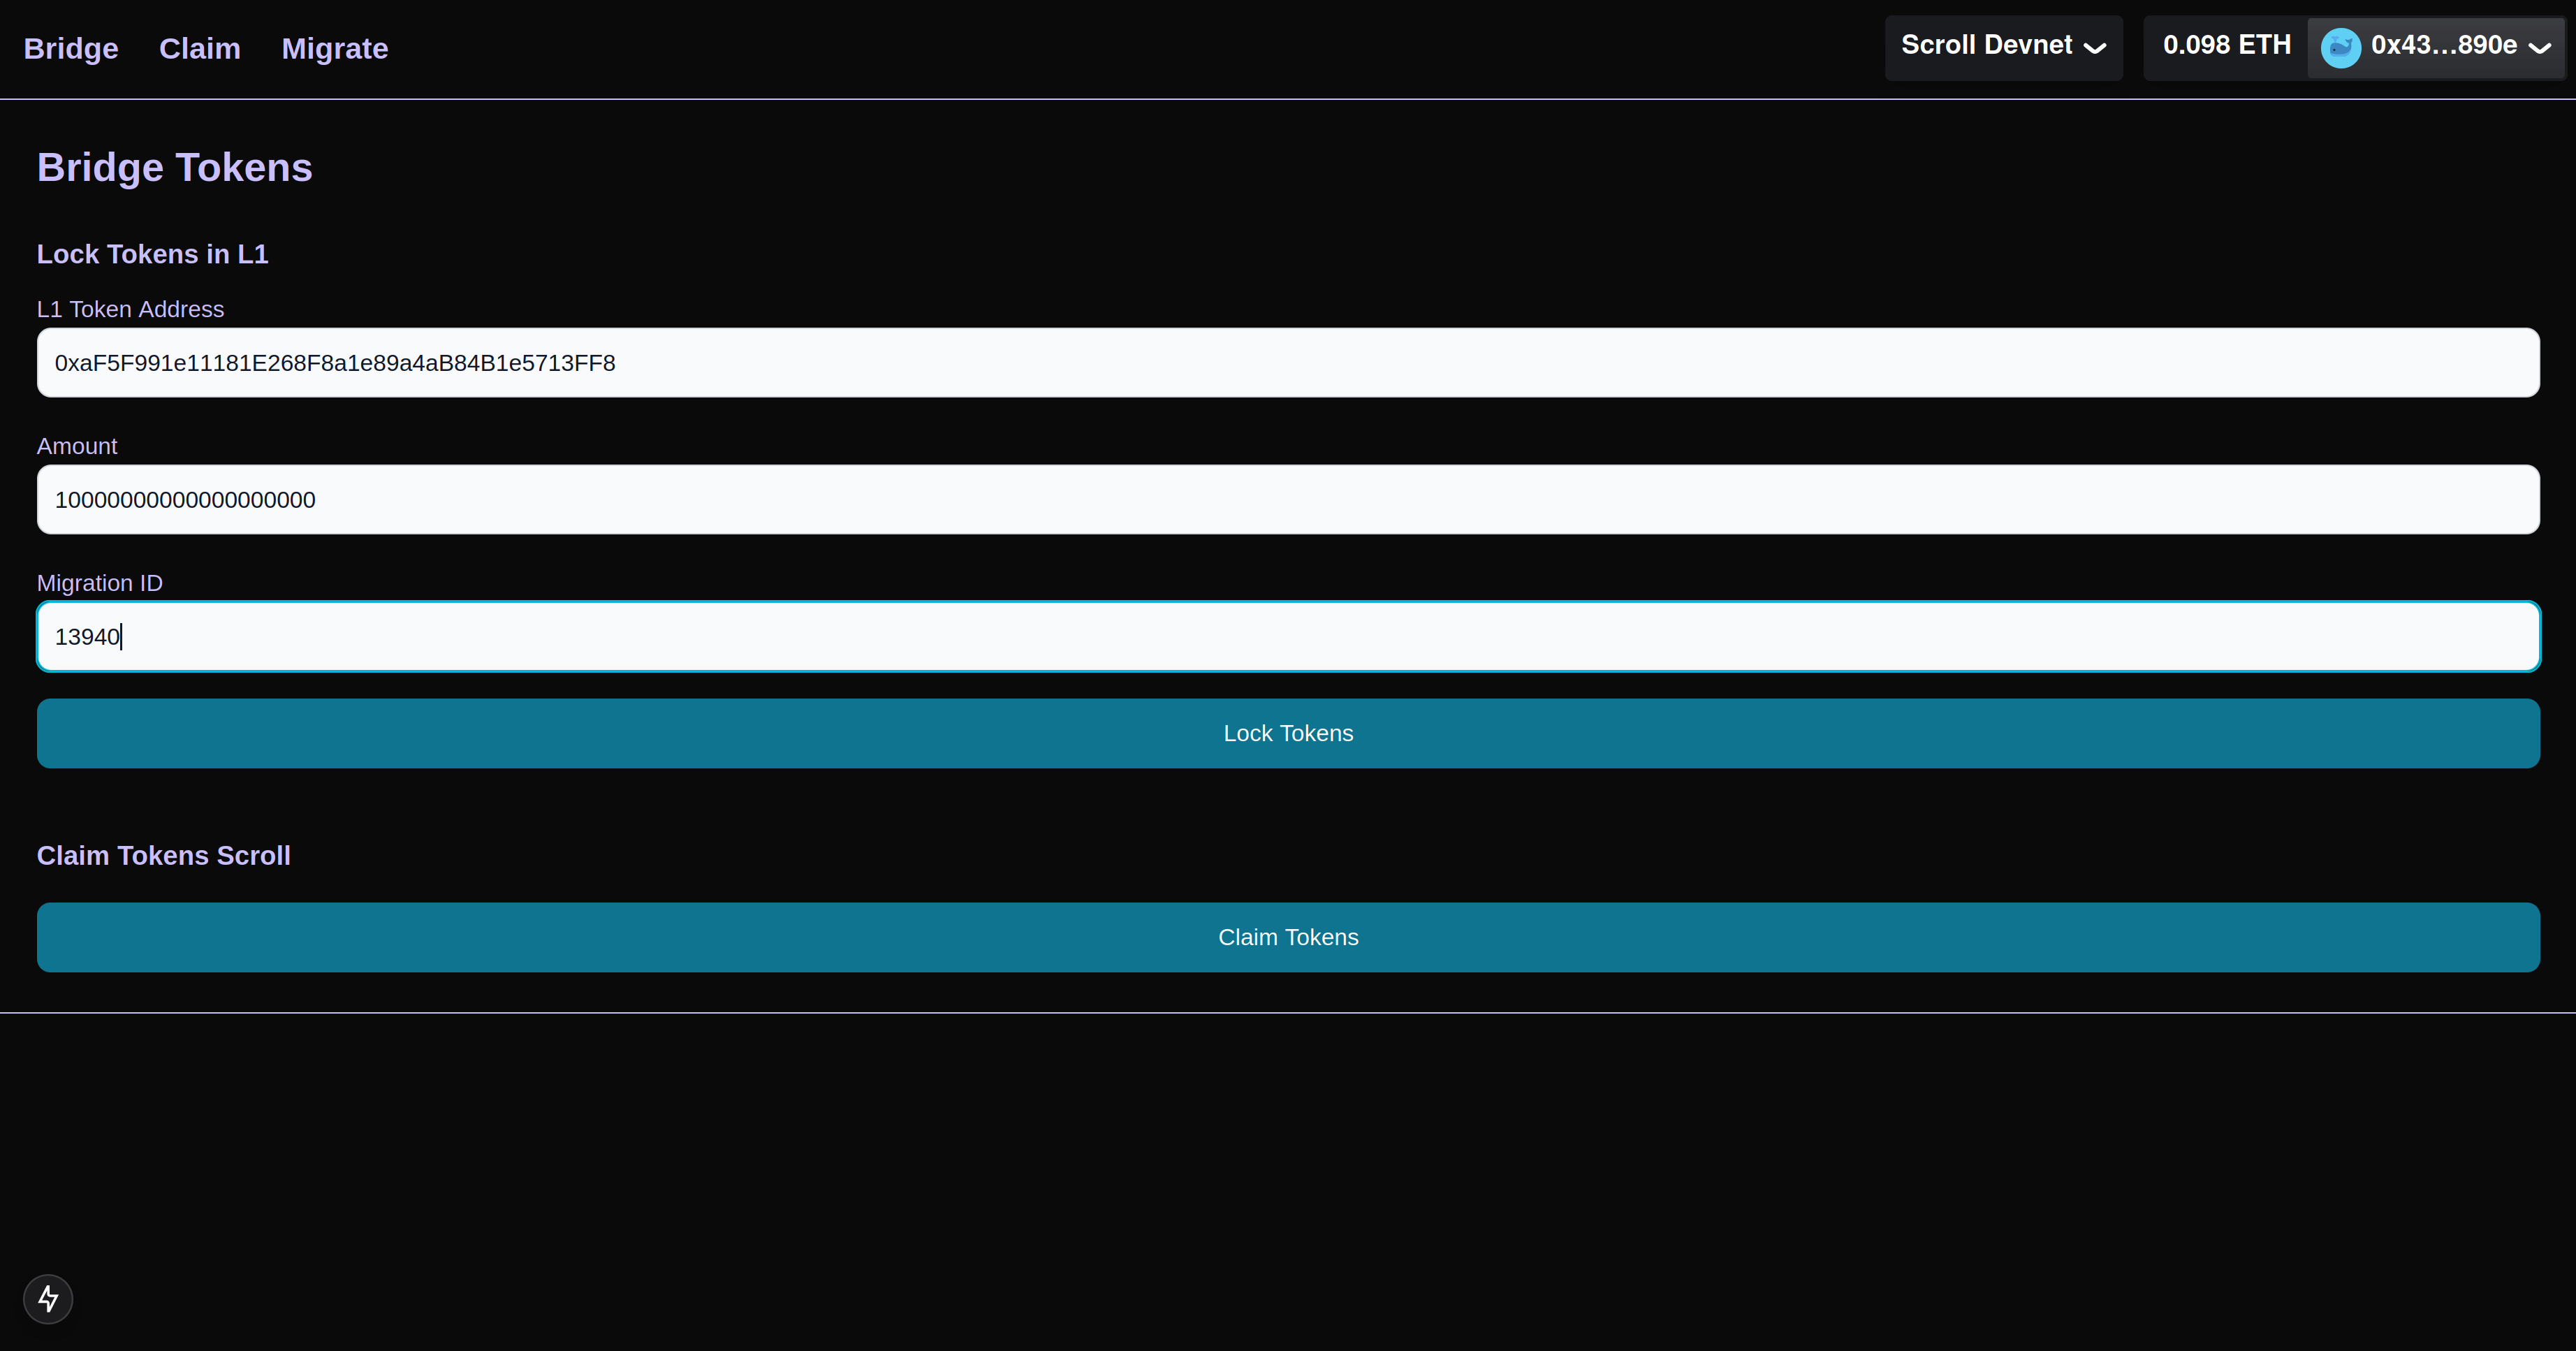 Bridge Claim Migrate Scroll Devnet 0.098 ETH 0x43...890e
Bridge Tokens
Lock Tokens in L1
L1 Token Address
0xaF5F991e11181E268F8a1e89a4aB84B1e5713FF8
Amount
10000000000000000000
Migration ID
13940
Lock Tokens
Claim Tokens Scroll
Claim Tokens